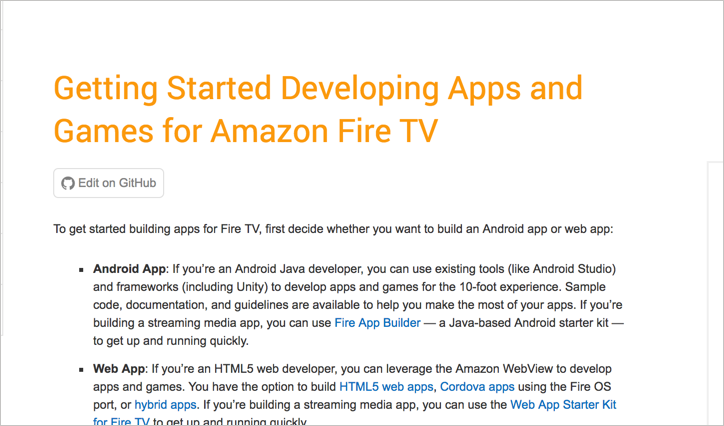 Getting Started Developing Apps and
Games for Amazon Fire TV
Edit on GitHub
To get started building apps for Fire TV, first decide whether you want to build an Android app or web app:
Android App: If you’re an Android Java developer, you can use existing tools (like Android Studio)
and frameworks (including Unity) to develop apps and games for the 10-foot experience. Sample
code, documentation, and guidelines are available to help you make the most of your apps. If you’re
building a streaming media app, you can use Fire App Builder — a Java-based Android starter kit —
to get up and running quickly.
Web App: If you’re an HTML5 web developer, you can leverage the Amazon WebView to develop
apps and games. You have the option to build HTML5 web apps, Cordova apps using the Fire OS
port, or hybrid apps. If you’re building a streaming media app, you can use the Web App Starter Kit
for Fire TV to get up and running quickly.